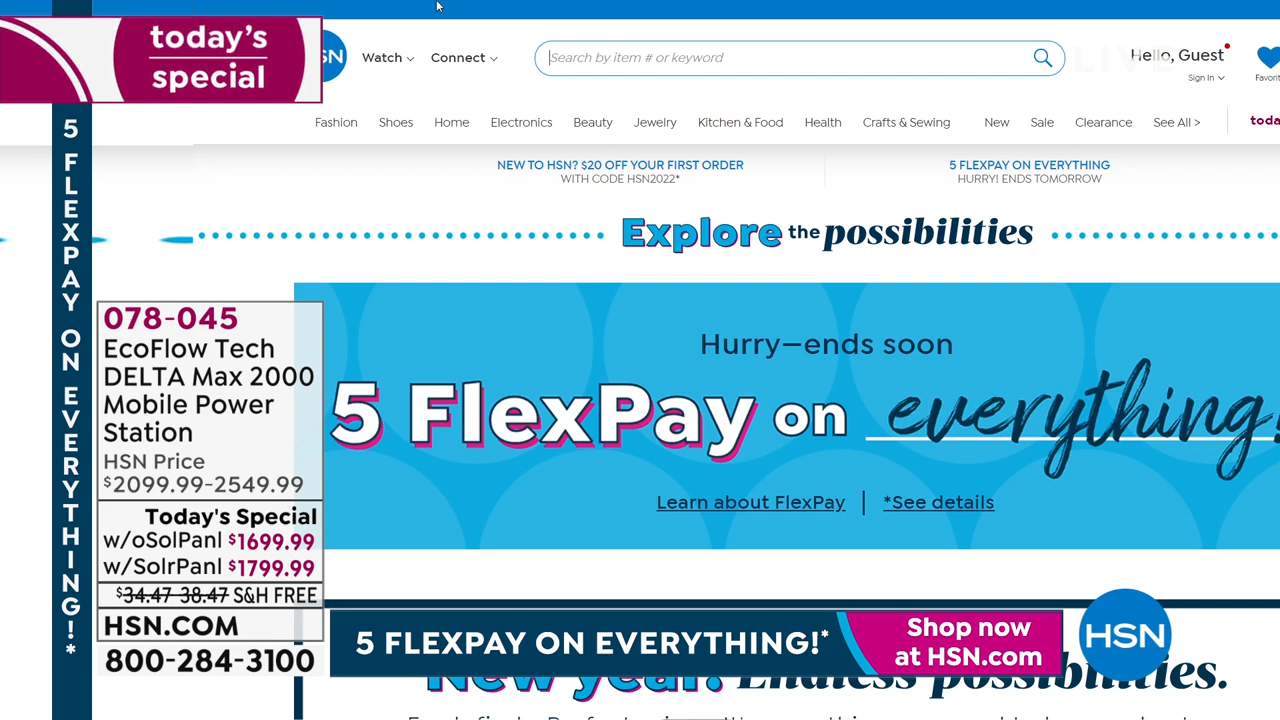 today's
special
SN
Watch
Connect
Search by item # or keyword
LIVE
Hello, Guest
Sign In
Favorit
Fashion
Shoes
Home
Electronics
Beauty
Jewelry
Kitchen & Food
Health
Crafts & Sewing
New
Sale
Clearance
See All >
toda
NEW TO HSN? $20 OFF YOUR FIRST ORDER
WITH CODE HSN2022*
5 FLEXPAY ON EVERYTHING
HURRY! ENDS TOMORROW
Explore the possibilities
Hurry—ends soon
5 FlexPay on everything!
Learn about FlexPay | *See details
5 FLEXPAY ON EVERYTHING!*
078-045
EcoFlow Tech
DELTA Max 2000
Mobile Power
Station
HSN Price
$2099.99-2549.99
Today's Special
w/oSolPanl $1699.99
w/SolrPanl $1799.99
$34.47-38.47 S&H FREE
HSN.COM
800-284-3100
5 FLEXPAY ON EVERYTHING!*
Shop now
at HSN.com
HSN
New year. Endless possibilities.